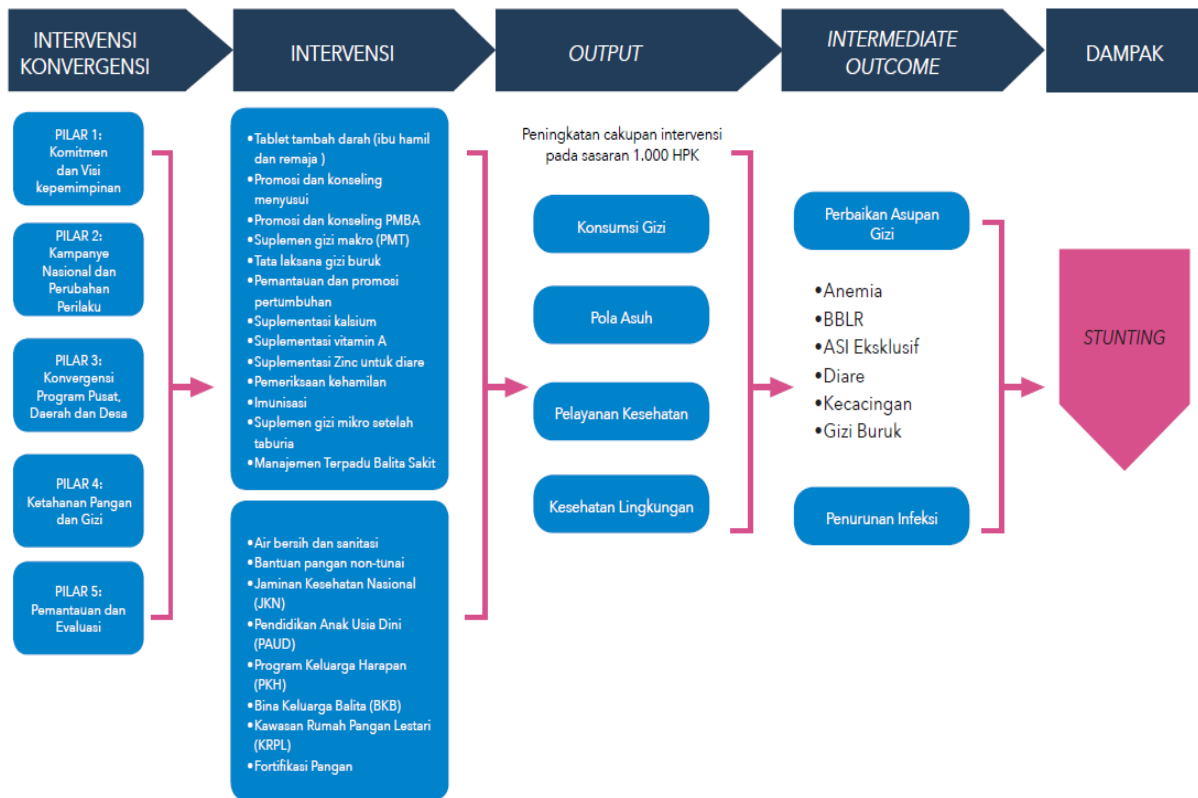 INTERVENSI
KONVERGENSI
INTERVENSI
OUTPUT
INTERMEDIATE
OUTCOME
DAMPAK
PILAR 1:
Komitmen
dan Visi
kepemimpinan
PILAR 2:
Kampanye
Nasional dan
Perubahan
Perilaku
PILAR 3:
Konvergensi
Program Pusat,
Daerah dan Desa
PILAR 4:
Ketahanan Pangan
dan Gizi
PILAR 5:
Pemantauan dan
Evaluasi
•Tablet tambah darah (ibu hamil
dan remaja )
•Promosi dan konseling
menyusui
•Promosi dan konseling PMBA
•Suplemen gizi makro (PMT)
•Tata laksana gizi buruk
•Pemantauan dan promosi
pertumbuhan
•Suplementasi kalsium
•Suplementasi vitamin A
•Suplementasi Zinc untuk diare
•Pemeriksaan kehamilan
•Imunisasi
•Suplemen gizi mikro setelah
taburia
•Manajemen Terpadu Balita Sakit
•Air bersih dan sanitasi
•Bantuan pangan non-tunai
•Jaminan Kesehatan Nasional
(JKN)
•Pendidikan Anak Usia Dini
(PAUD)
•Program Keluarga Harapan
(PKH)
•Bina Keluarga Balita (BKB)
•Kawasan Rumah Pangan Lestari
(KRPL)
•Fortifikasi Pangan
Peningkatan cakupan intervensi
pada sasaran 1.000 HPK
Konsumsi Gizi
Pola Asuh
Pelayanan Kesehatan
Kesehatan Lingkungan
Perbaikan Asupan
Gizi
•Anemia
•BBLR
•ASI Eksklusif
•Diare
•Kecacingan
•Gizi Buruk
Penurunan Infeksi
STUNTING